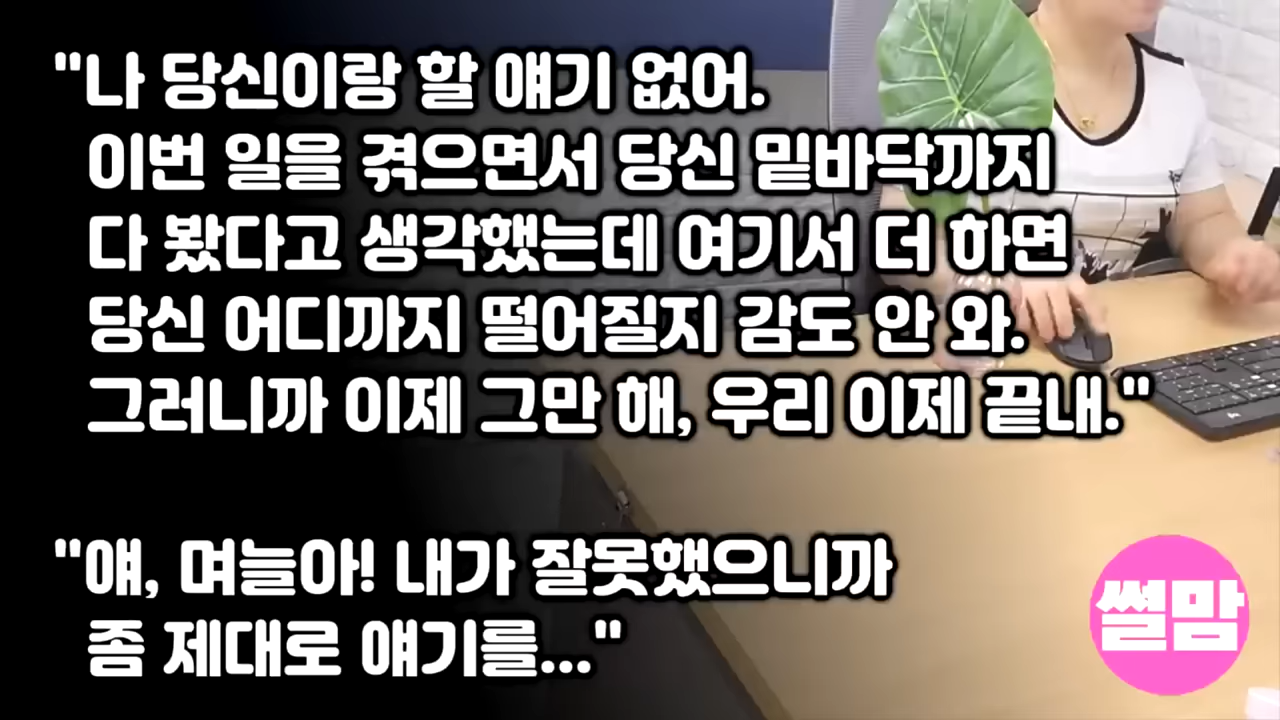 "나 당신이랑 할 얘기 없어.
이번 일을 겪으면서 당신 밑바닥까지
다 봤다고 생각했는데 여기서 더 하면
당신 어디까지 떨어질지 감도 안 와.
그러니까 이제 그만 해, 우리 이제 끝내."
"얘, 며늘아! 내가 잘못했으니까
좀 제대로 얘기를..."
썰맘